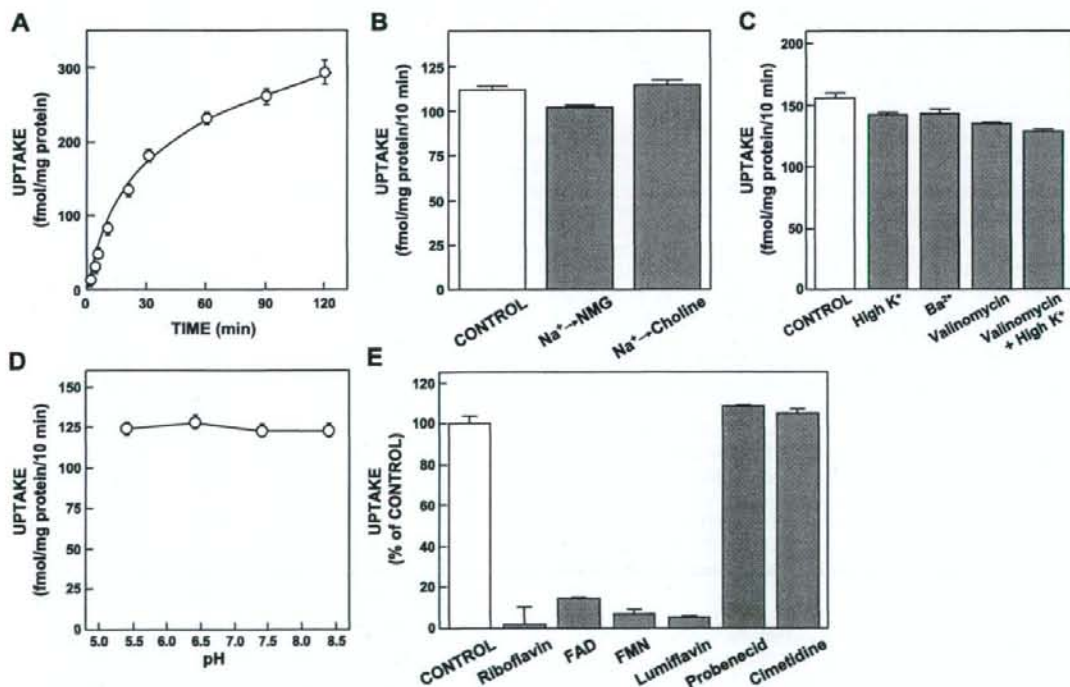 A
UPTAKE
(fmol/mg protein)
300
200
100
0
0 30 60 90 120
TIME (min)
B
UPTAKE
(fmol/mg protein/10 min)
125
100
75
50
25
0
CONTROL
Na⁺→NMG
Na⁺→Choline
C
UPTAKE
(fmol/mg protein/10 min)
200
150
100
50
0
CONTROL
High K⁺
Ba²⁺
Valinomycin
Valinomycin
+ High K⁺
D
UPTAKE
(fmol/mg protein/10 min)
150
125
100
75
50
25
0
5.0 5.5 6.0 6.5 7.0 7.5 8.0 8.5
pH
E
UPTAKE
(% of CONTROL)
120
100
80
60
40
20
0
CONTROL
Riboflavin
FAD
FMN
Lumiflavin
Probenecid
Cimetidine